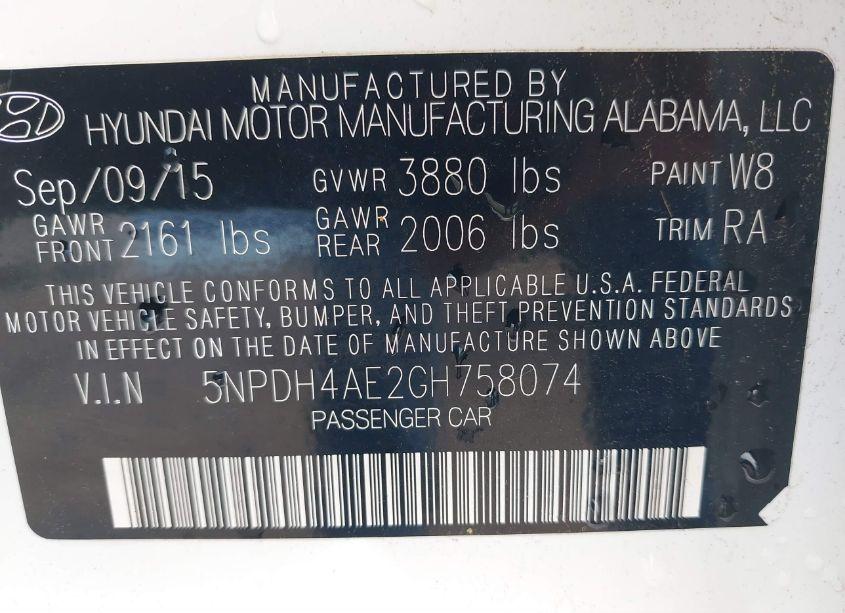 MANUFACTURED BY
HYUNDAI MOTOR MANUFACTURING ALABAMA, LLC
Sep/09/15 GVWR 3880 lbs PAINT W8
GAWR FRONT 2161 lbs GAWR REAR 2006 lbs TRIM RA
THIS VEHICLE CONFORMS TO ALL APPLICABLE U.S.A. FEDERAL
MOTOR VEHICLE SAFETY, BUMPER, AND THEFT PREVENTION STANDARDS
IN EFFECT ON THE DATE OF MANUFACTURE SHOWN ABOVE
V.I.N 5NPDH4AE2GH758074
PASSENGER CAR